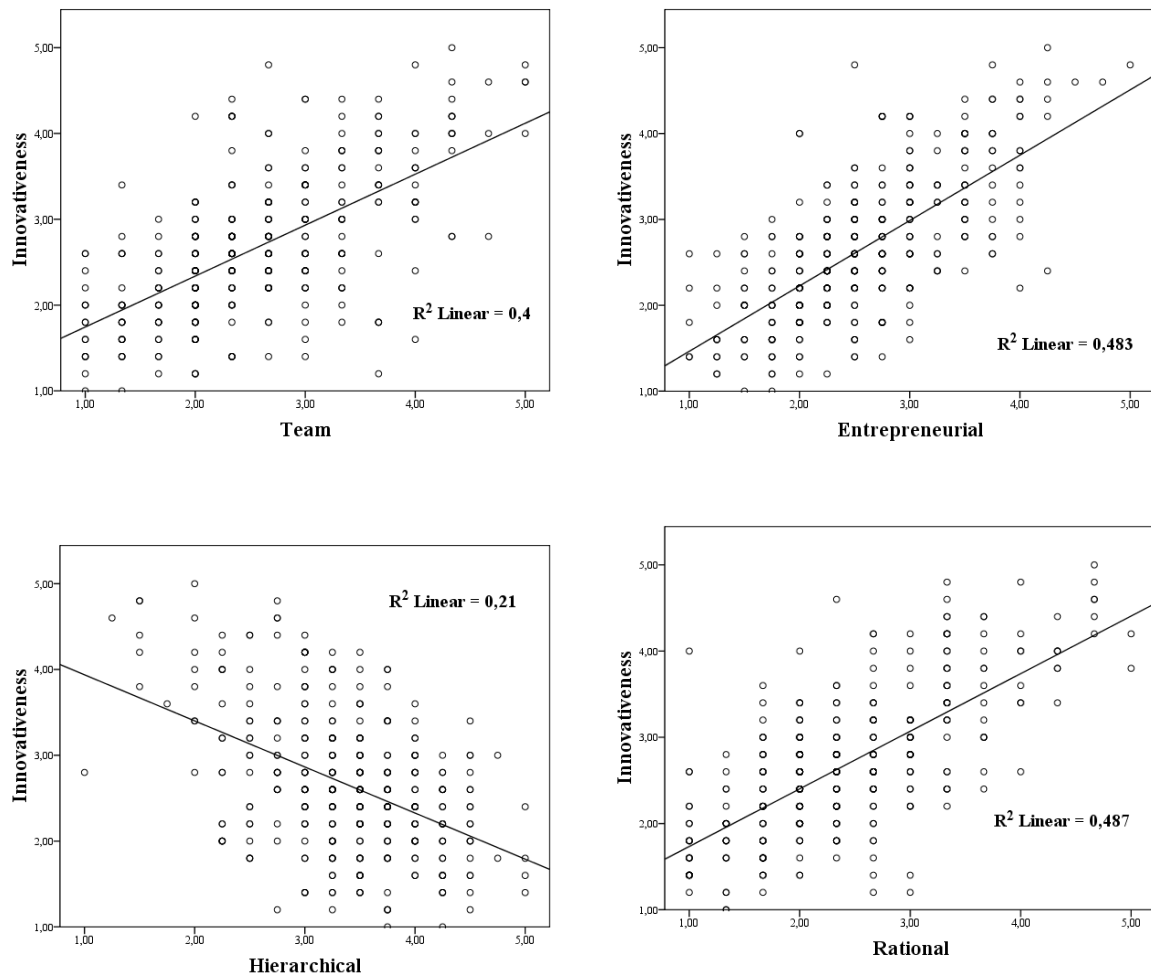 5,00
4,00
3,00
2,00
1,00
Innovativeness
R² Linear = 0,4
1,00 2,00 3,00 4,00 5,00
Team
5,00
4,00
3,00
2,00
1,00
Innovativeness
R² Linear = 0,483
1,00 2,00 3,00 4,00 5,00
Entrepreneurial
5,00
4,00
3,00
2,00
1,00
Innovativeness
R² Linear = 0,21
1,00 2,00 3,00 4,00 5,00
Hierarchical
5,00
4,00
3,00
2,00
1,00
Innovativeness
R² Linear = 0,487
1,00 2,00 3,00 4,00 5,00
Rational